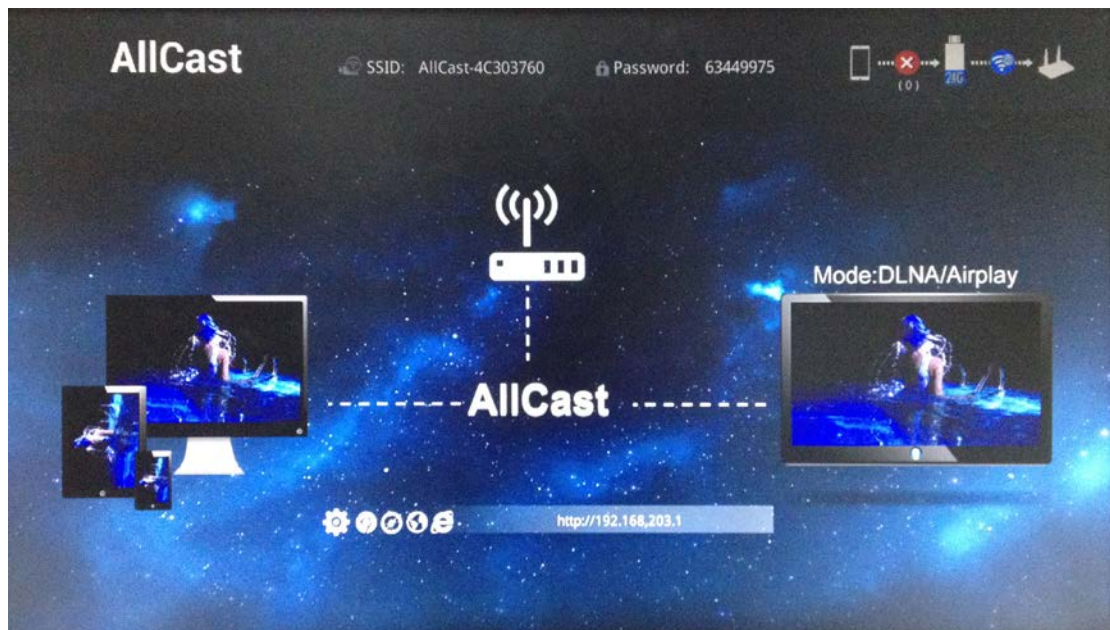 AllCast
SSID: AllCast-4C303760
Password: 63449975
(0)
2.4G
Mode:DLNA/Airplay
AllCast
http://192.168,203.1